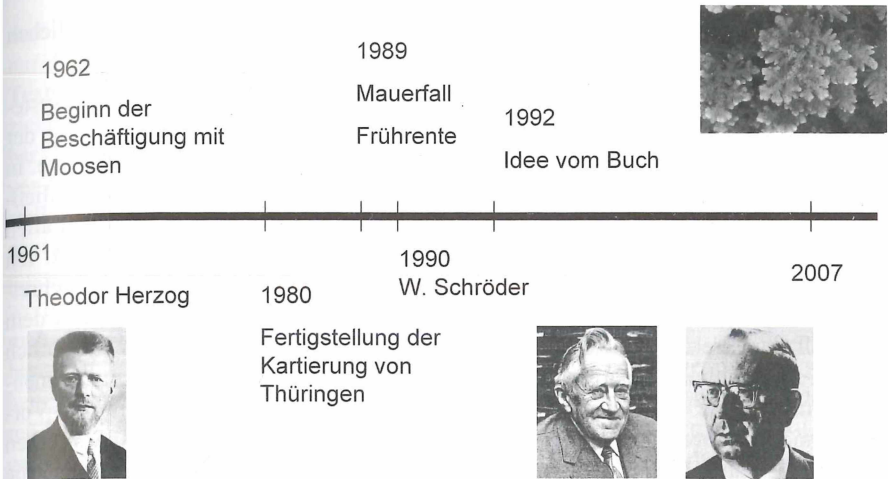 1962
Beginn der
Beschäftigung mit
Moosen
1989
Mauerfall
Frührente
1992
Idee vom Buch
1961
Theodor Herzog
1980
Fertigstellung der
Kartierung von
Thüringen
1990
W. Schröder
2007